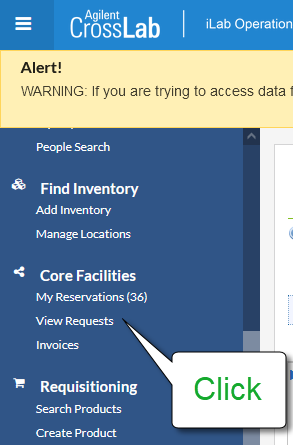 Agilent
CrossLab
iLab Operation
Alert!
WARNING: If you are trying to access data f
People Search
Find Inventory
Add Inventory
Manage Locations
Core Facilities
My Reservations (36)
View Requests
Invoices
Click
Requisitioning
Search Products
Create Product